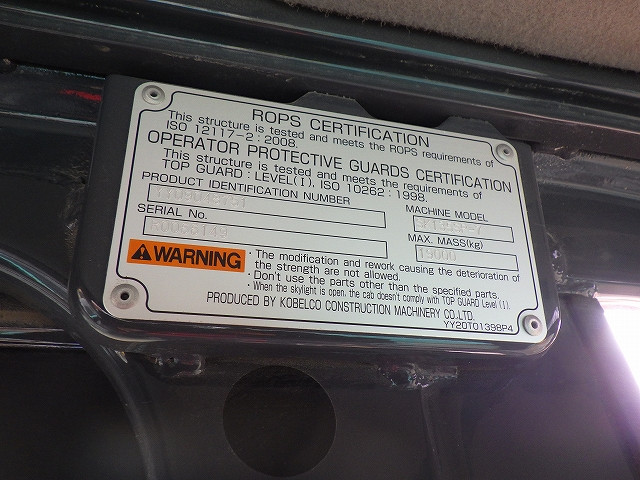 ROPS CERTIFICATION
This structure is tested and meets the ROPS requirements of
ISO 12117-2:2008.
OPERATOR PROTECTIVE GUARDS CERTIFICATION
This structure is tested and meets the requirements of
TOP GUARD : LEVEL(I). ISO 10262 : 1998.
PRODUCT IDENTIFICATION NUMBER
SERIAL No.
MACHINE MODEL
MAX. MASS(kg)
19000
WARNING
· The modification and rework causing the deterioration of
the strength are not allowed.
· Don't use the parts other than the specified parts.
· When the skylight is open, the cab doesn't comply with TOP GUARD Level (I).
PRODUCED BY KOBELCO CONSTRUCTION MACHINERY CO.LTD.
YY20T01398P4